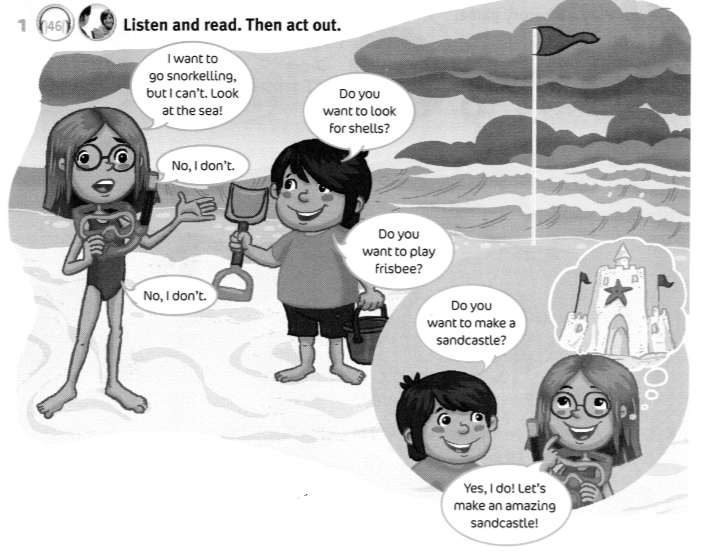 1 46 Listen and read. Then act out.
I want to
go snorkelling,
but I can't. Look
at the sea!
Do you
want to look
for shells?
No, I don't.
Do you
want to play
frisbee?
No, I don't.
Do you
want to make a
sandcastle?
Yes, I do! Let's
make an amazing
sandcastle!